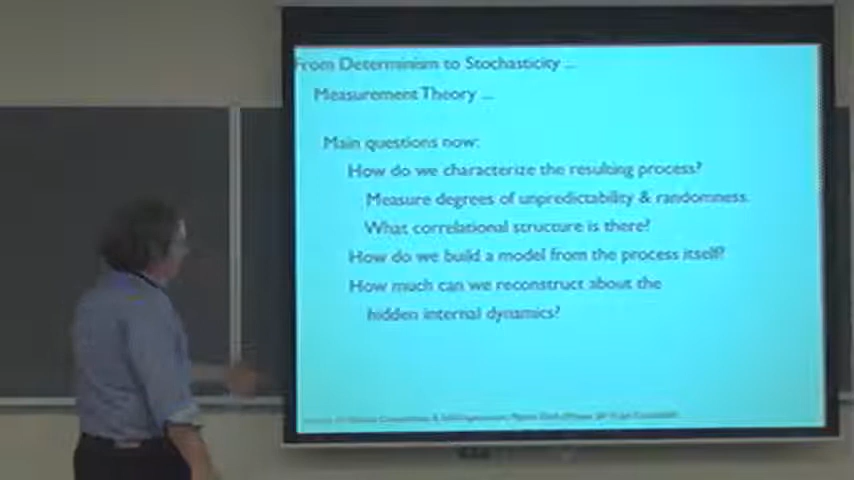 From Determinism to Stochasticity ...
Measurement Theory ...
Main questions now:
How do we characterize the resulting process?
Measure degrees of unpredictability & randomness.
What correlational structure is there?
How do we build a model from the process itself?
How much can we reconstruct about the
hidden internal dynamics?